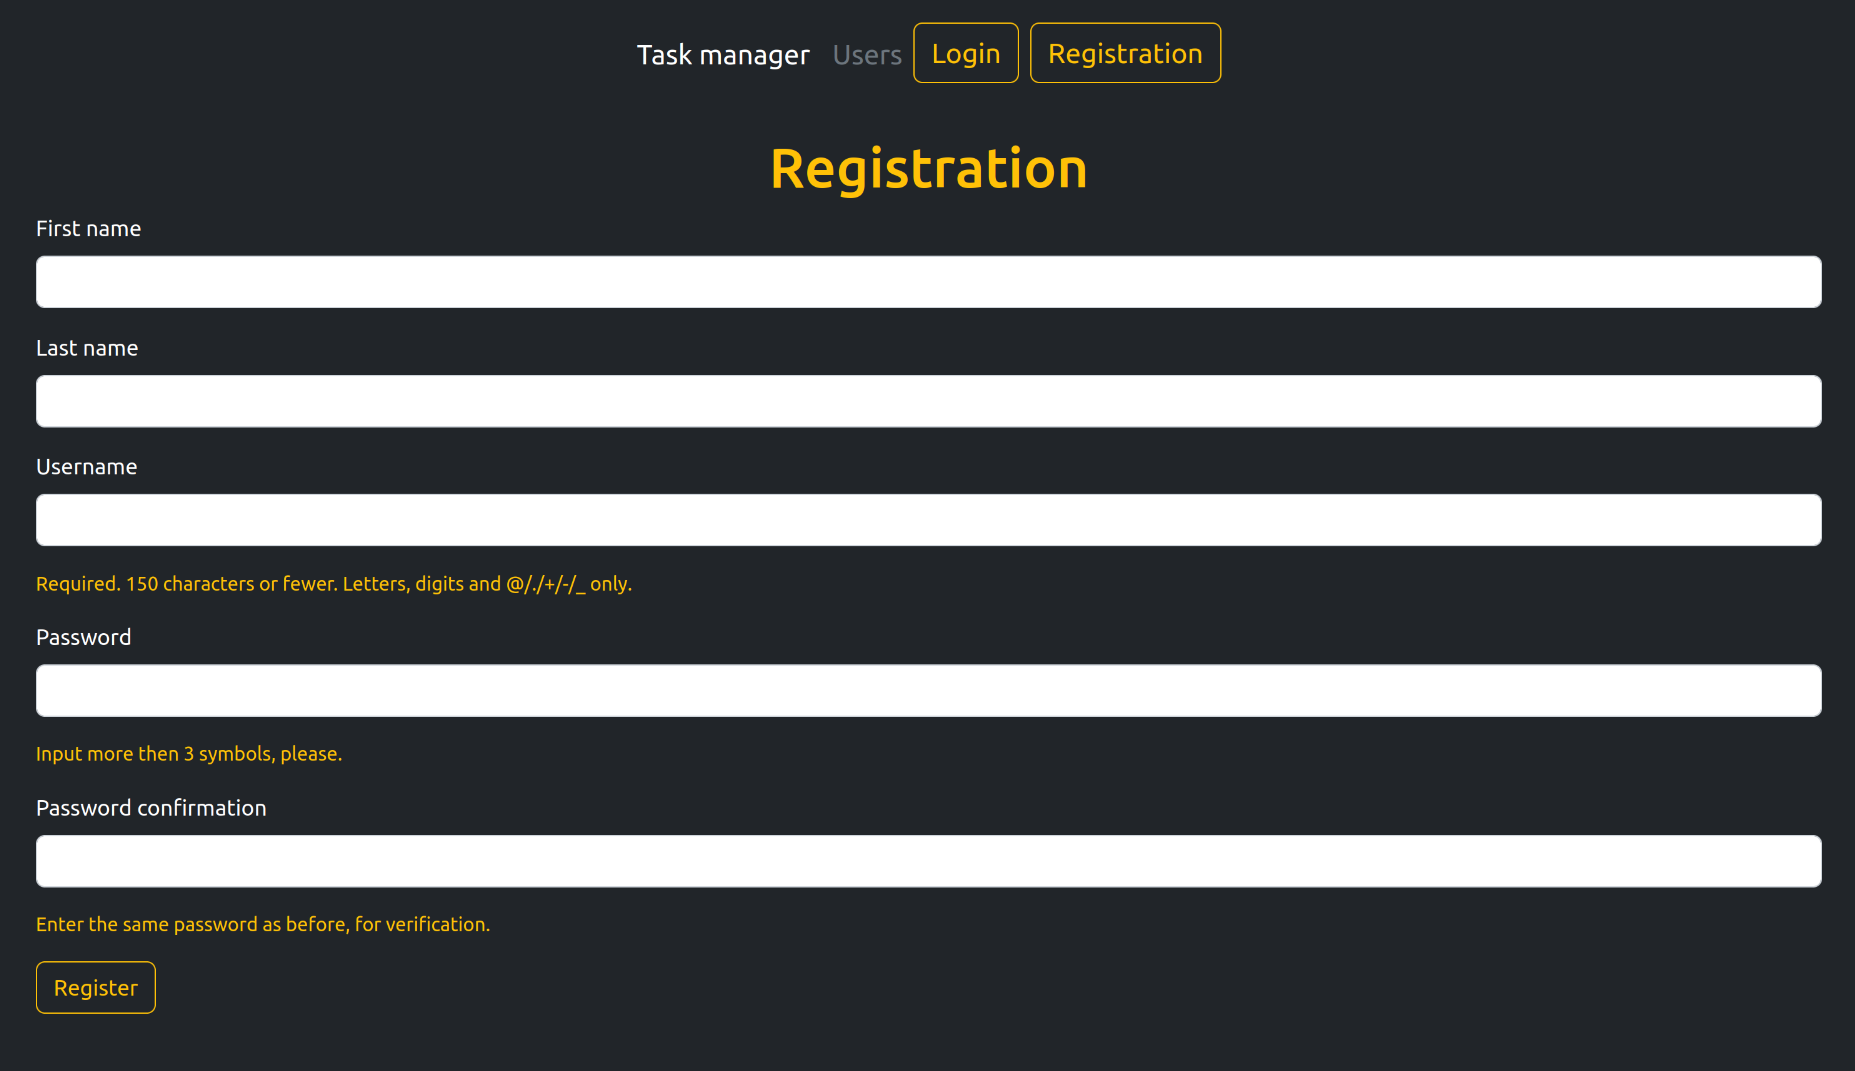 Task manager Users Login Registration
Registration
First name
Last name
Username
Required. 150 characters or fewer. Letters, digits and @/./+/-/_ only.
Password
Input more then 3 symbols, please.
Password confirmation
Enter the same password as before, for verification.
Register